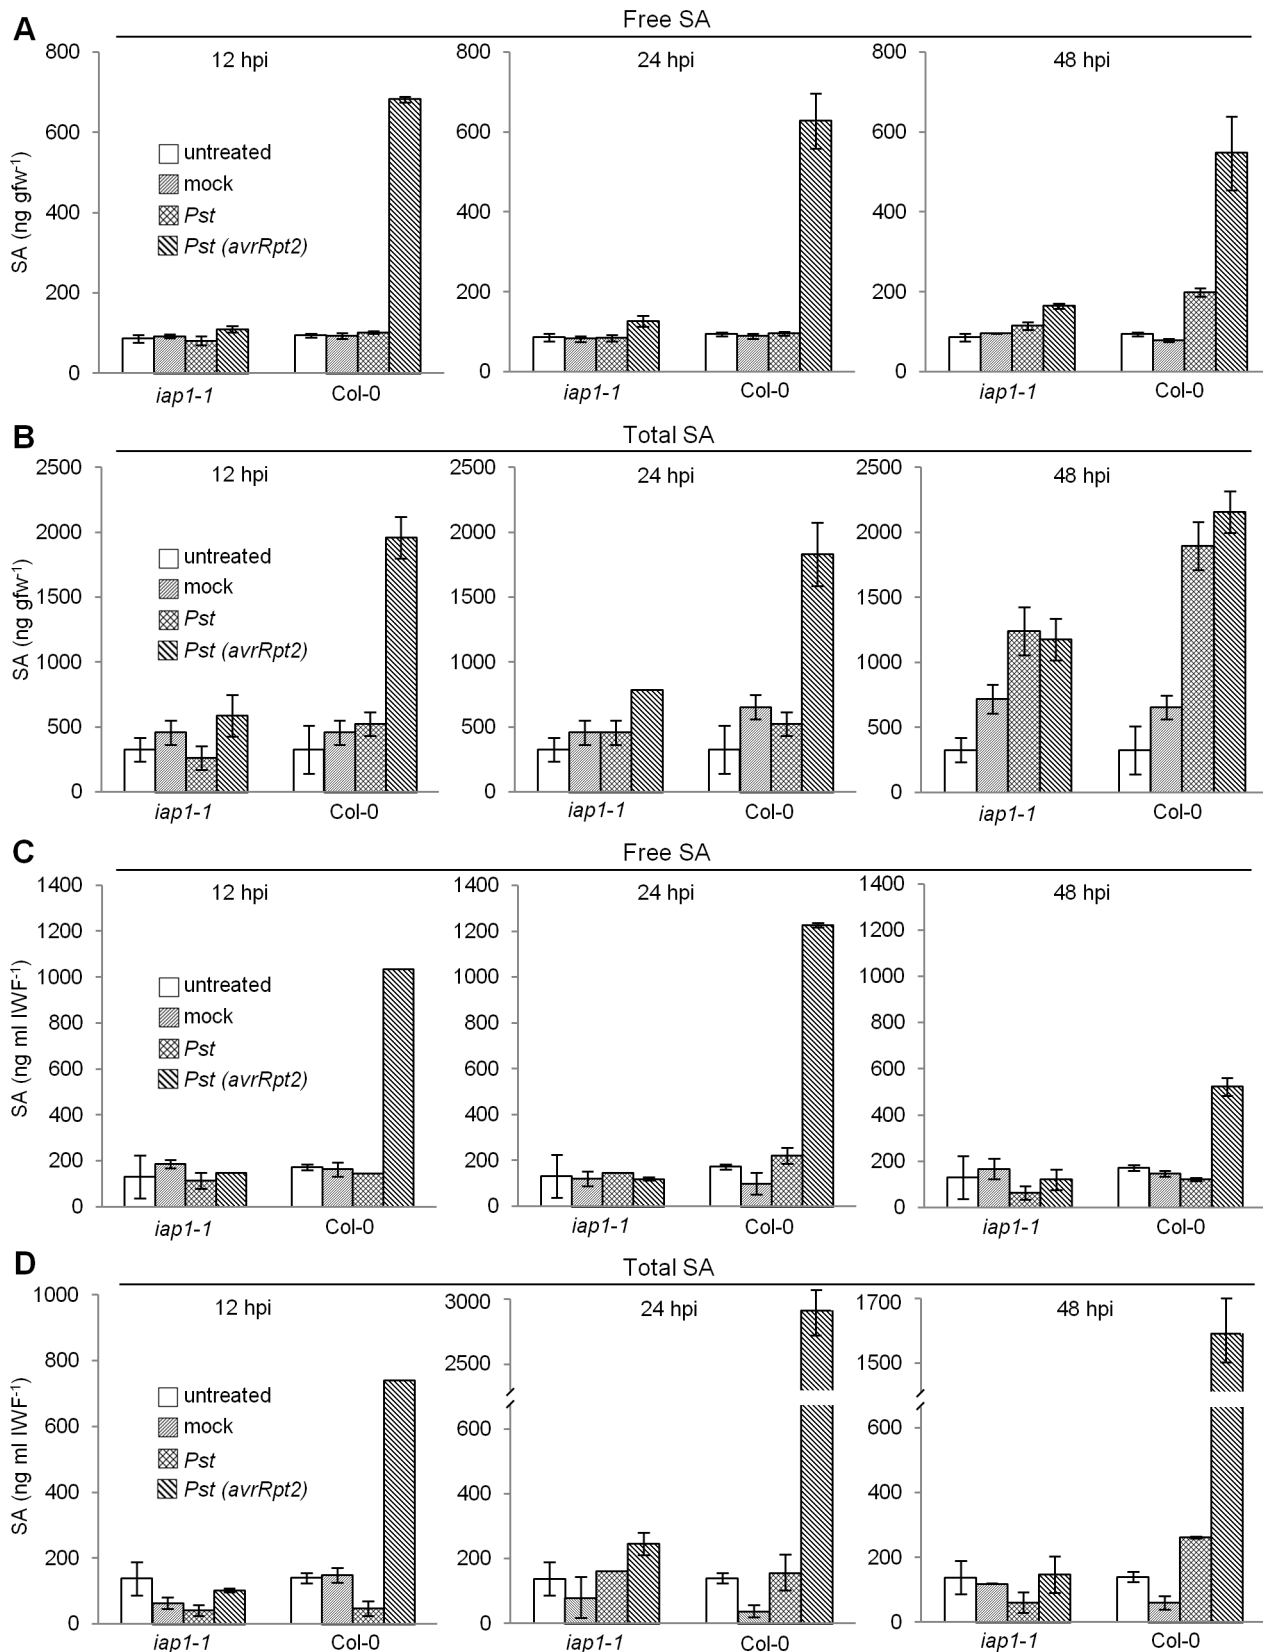 A
Free SA
12 hpi
24 hpi
48 hpi
800
600
400
200
0
800
600
400
200
0
800
600
400
200
0
SA (ng gfw-1)
untreated
mock
Pst
Pst (avrRpt2)
iap1-1
Col-0
iap1-1
Col-0
iap1-1
Col-0
B
Total SA
12 hpi
24 hpi
48 hpi
2500
2000
1500
1000
500
0
2500
2000
1500
1000
500
0
2500
2000
1500
1000
500
0
SA (ng gfw-1)
untreated
mock
Pst
Pst (avrRpt2)
iap1-1
Col-0
iap1-1
Col-0
iap1-1
Col-0
C
Free SA
12 hpi
24 hpi
48 hpi
1400
1200
1000
800
600
400
200
0
1400
1200
1000
800
600
400
200
0
1400
1200
1000
800
600
400
200
0
SA (ng ml IWF-1)
untreated
mock
Pst
Pst (avrRpt2)
iap1-1
Col-0
iap1-1
Col-0
iap1-1
Col-0
D
Total SA
12 hpi
24 hpi
48 hpi
1000
800
600
400
200
0
3000
2500
600
400
200
0
1700
1500
600
400
200
0
SA (ng ml IWF-1)
untreated
mock
Pst
Pst (avrRpt2)
iap1-1
Col-0
iap1-1
Col-0
iap1-1
Col-0